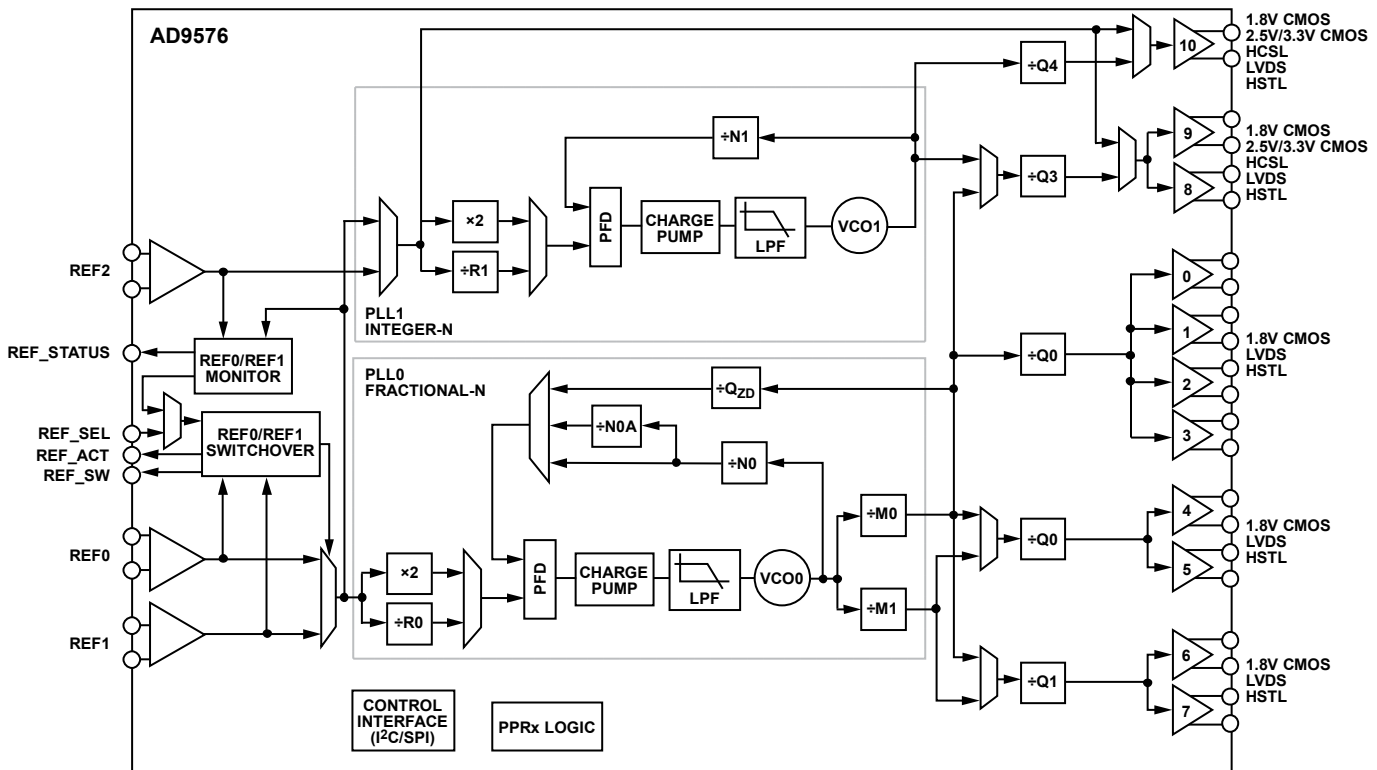 AD9576
1.8V CMOS
2.5V/3.3V CMOS
HCSL
LVDS
HSTL
10
÷Q4
÷N1
9
8
1.8V CMOS
2.5V/3.3V CMOS
HCSL
LVDS
HSTL
÷Q3
×2
÷R1
PFD
CHARGE
PUMP
LPF
VCO1
REF2
PLL1
INTEGER-N
0
1
2
3
1.8V CMOS
LVDS
HSTL
÷Q0
REF_STATUS
REF0/REF1
MONITOR
PLL0
FRACTIONAL-N
÷QZD
÷N0A
÷N0
REF_SEL
REF_ACT
REF_SW
REF0/REF1
SWITCHOVER
÷M0
÷Q0
4
5
1.8V CMOS
LVDS
HSTL
REF0
×2
÷R0
PFD
CHARGE
PUMP
LPF
VCO0
÷M1
REF1
÷Q1
6
7
1.8V CMOS
LVDS
HSTL
CONTROL
INTERFACE
(I2C/SPI)
PPRx LOGIC